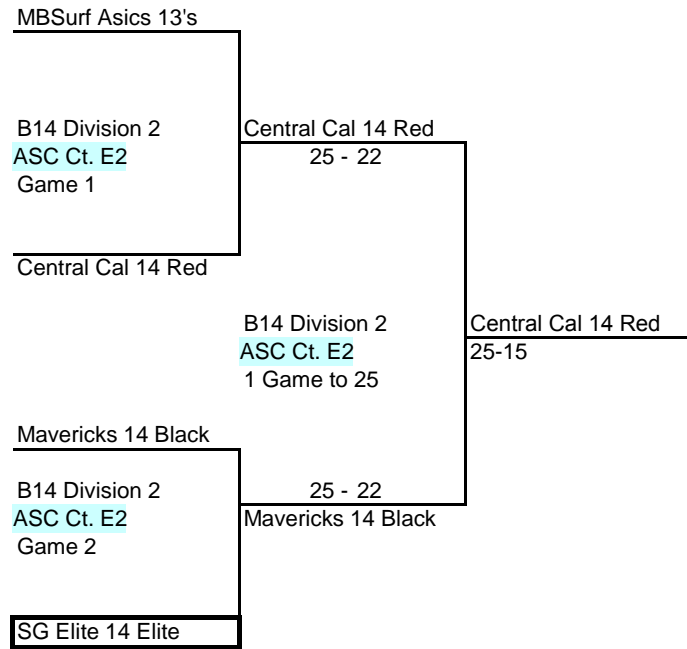 MBSurf Asics 13's
B14 Division 2
ASC Ct. E2
Game 1
Central Cal 14 Red
25 - 22
Central Cal 14 Red
B14 Division 2
ASC Ct. E2
1 Game to 25
Central Cal 14 Red
25-15
Mavericks 14 Black
B14 Division 2
ASC Ct. E2
Game 2
25 - 22
Mavericks 14 Black
SG Elite 14 Elite